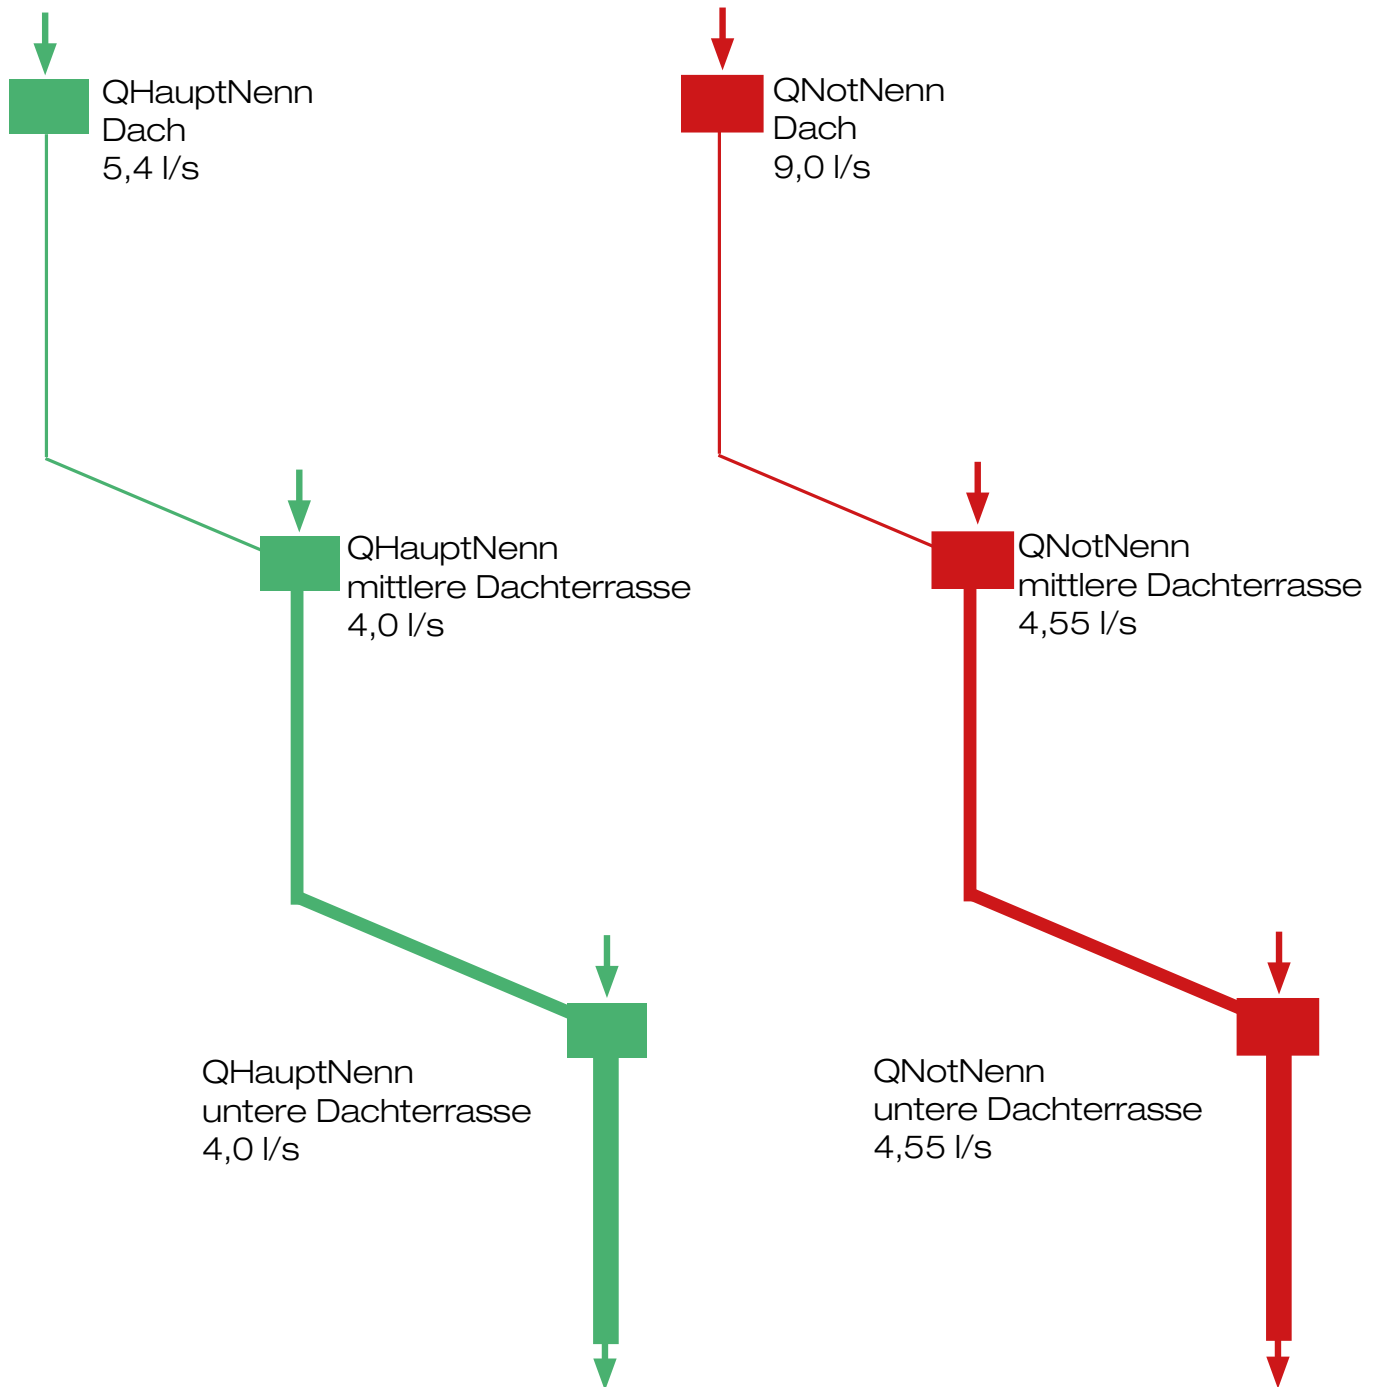 QHauptNenn
Dach
5,4 l/s
QNotNenn
Dach
9,0 l/s
QHauptNenn
mittlere Dachterrasse
4,0 l/s
QNotNenn
mittlere Dachterrasse
4,55 l/s
QHauptNenn
untere Dachterrasse
4,0 l/s
QNotNenn
untere Dachterrasse
4,55 l/s